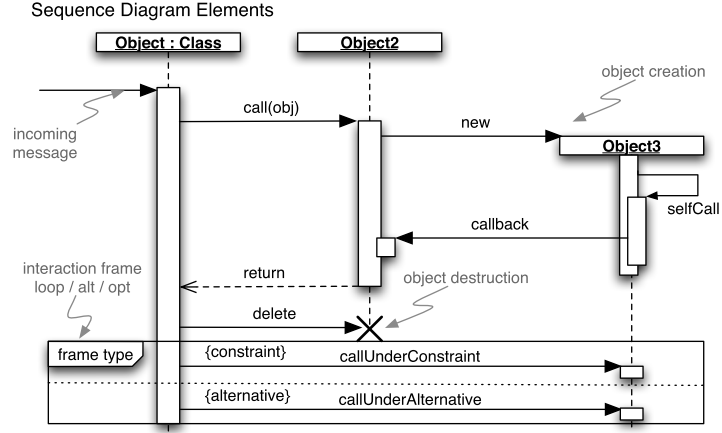 Sequence Diagram Elements
Object : Class
Object2
object creation
call(obj)
new
incoming
message
Object3
selfCall
callback
interaction frame
loop / alt / opt
return
object destruction
delete
frame type
{constraint}
callUnderConstraint
{alternative}
callUnderAlternative